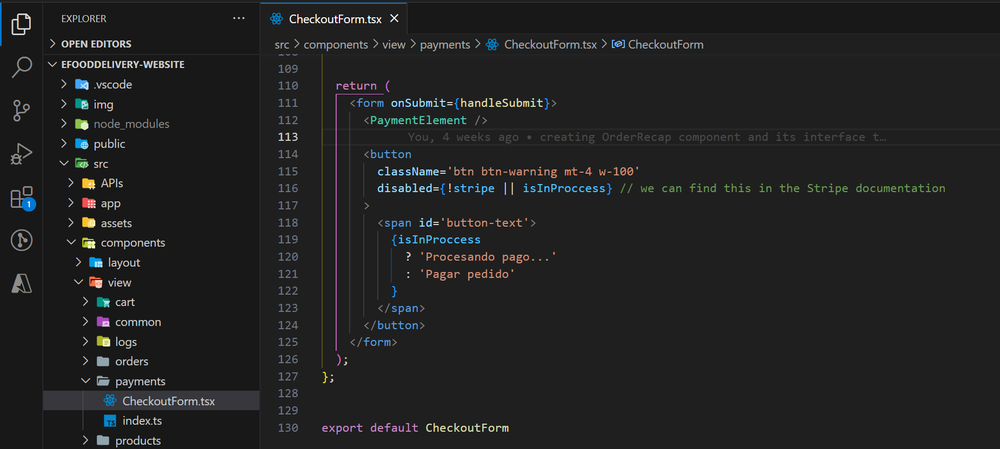 EXPLORER
OPEN EDITORS
EFOODDELIVERY-WEBSITE
.vscode
img
node_modules
public
src
APIs
app
assets
components
layout
view
cart
common
logs
orders
payments
CheckoutForm.tsx
TS index.ts
products
1
CheckoutForm.tsx
src > components > view > payments > CheckoutForm.tsx > CheckoutForm
108
109
110 return (
111 <form onSubmit={handleSubmit}>
112 <PaymentElement />
113 You, 4 weeks ago • creating OrderRecap component and its interface t…
114 <button
115 className='btn btn-warning mt-4 w-100'
116 disabled={!stripe || isInProccess} // we can find this in the Stripe documentation
117 >
118 <span id='button-text'>
119 {isInProccess
120 ? 'Procesando pago...'
121 : 'Pagar pedido'
122 }
123 </span>
124 </button>
125 </form>
126 );
127 };
128
129
130 export default CheckoutForm